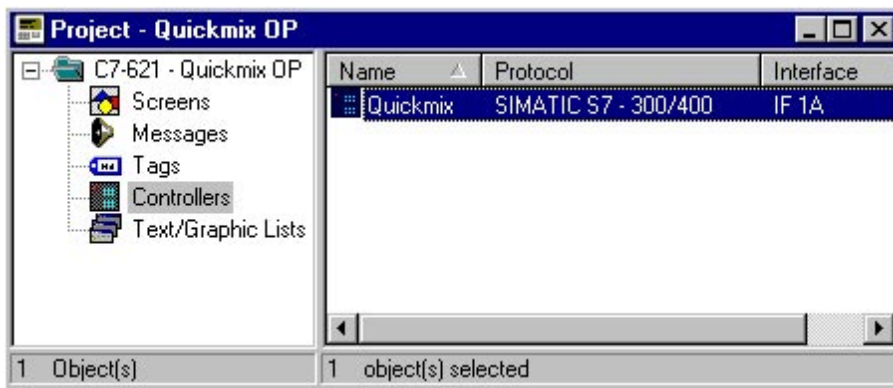 Project - Quickmix OP
C7-621 - Quickmix OP
Screens
Messages
Tags
Controllers
Text/Graphic Lists
Name Protocol Interface
Quickmix SIMATIC S7 - 300/400 IF 1A
1 Object(s)
1 object(s) selected